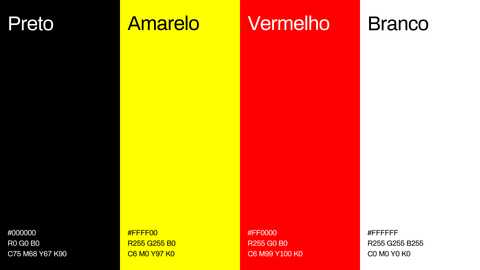 Preto
#000000
R0 G0 B0
C75 M68 Y67 K90
Amarelo
#FFFF00
R255 G255 B0
C6 M0 Y97 K0
Vermelho
#FF0000
R255 G0 B0
C6 M99 Y100 K0
Branco
#FFFFFF
R255 G255 B255
C0 M0 Y0 K0